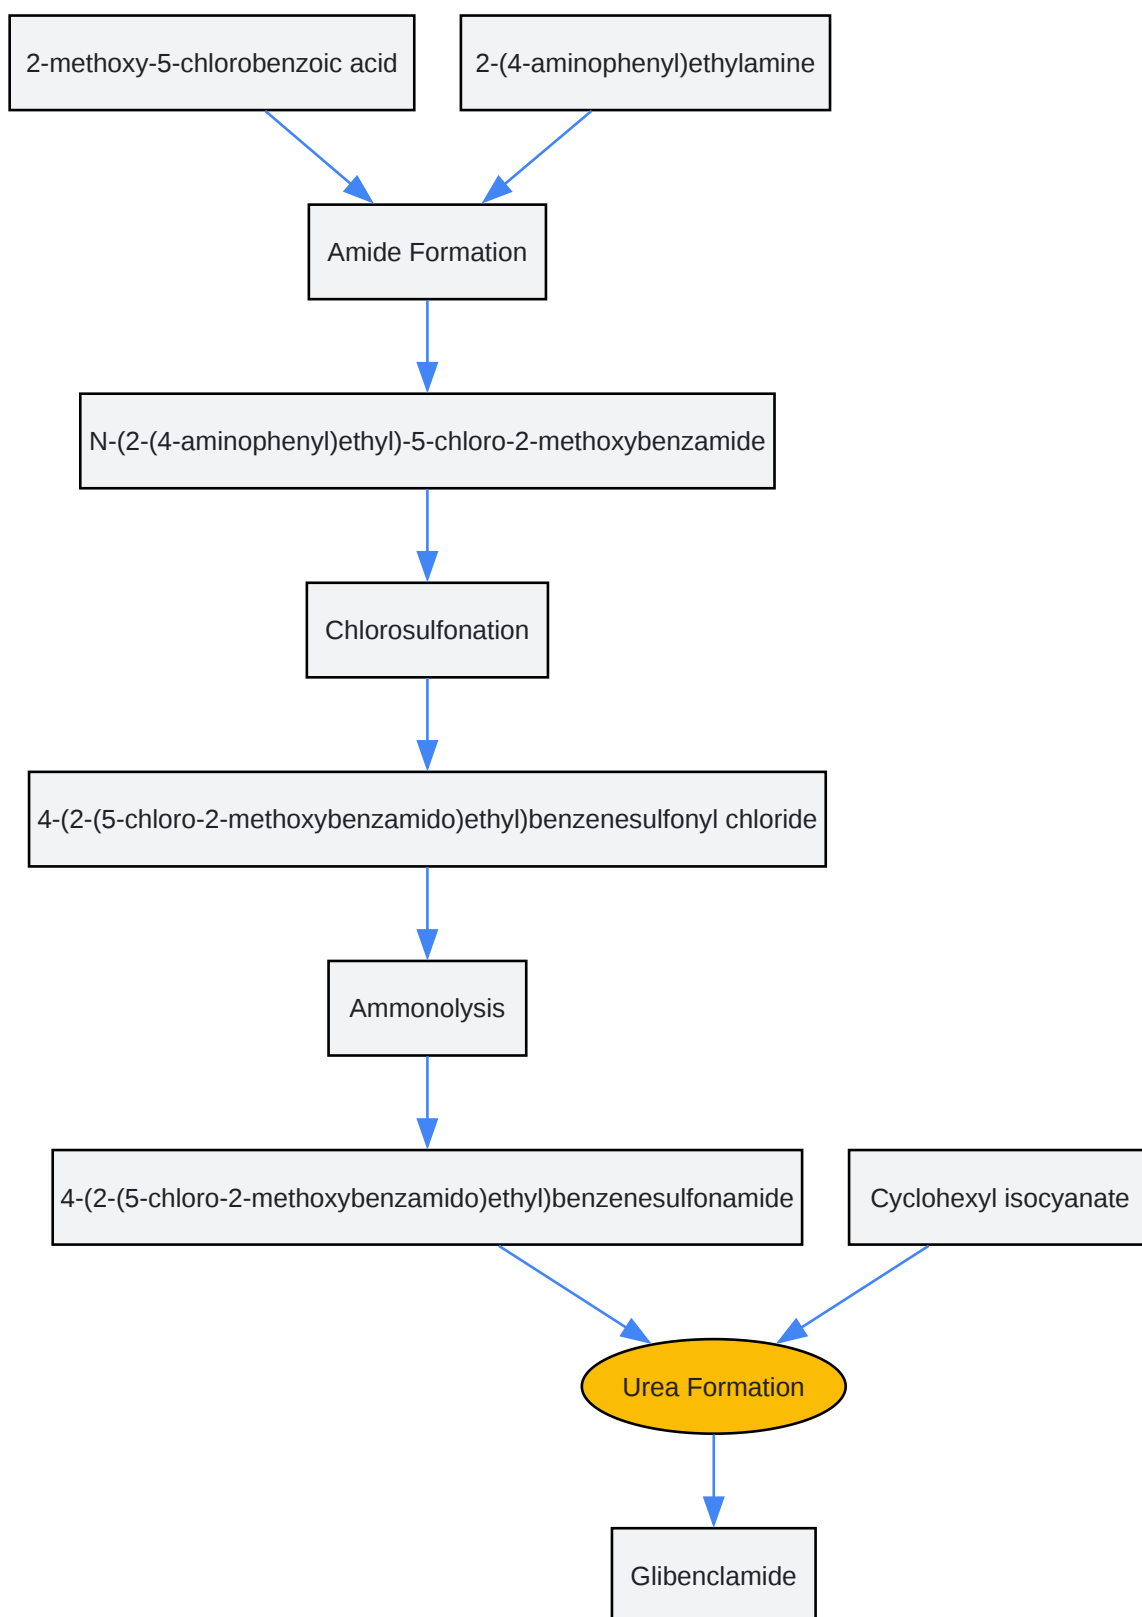 2-methoxy-5-chlorobenzoic acid
2-(4-aminophenyl)ethylamine
Amide Formation
N-(2-(4-aminophenyl)ethyl)-5-chloro-2-methoxybenzamide
Chlorosulfonation
4-(2-(5-chloro-2-methoxybenzamido)ethyl)benzenesulfonyl chloride
Ammonolysis
4-(2-(5-chloro-2-methoxybenzamido)ethyl)benzenesulfonamide
Cyclohexyl isocyanate
Urea Formation
Glibenclamide